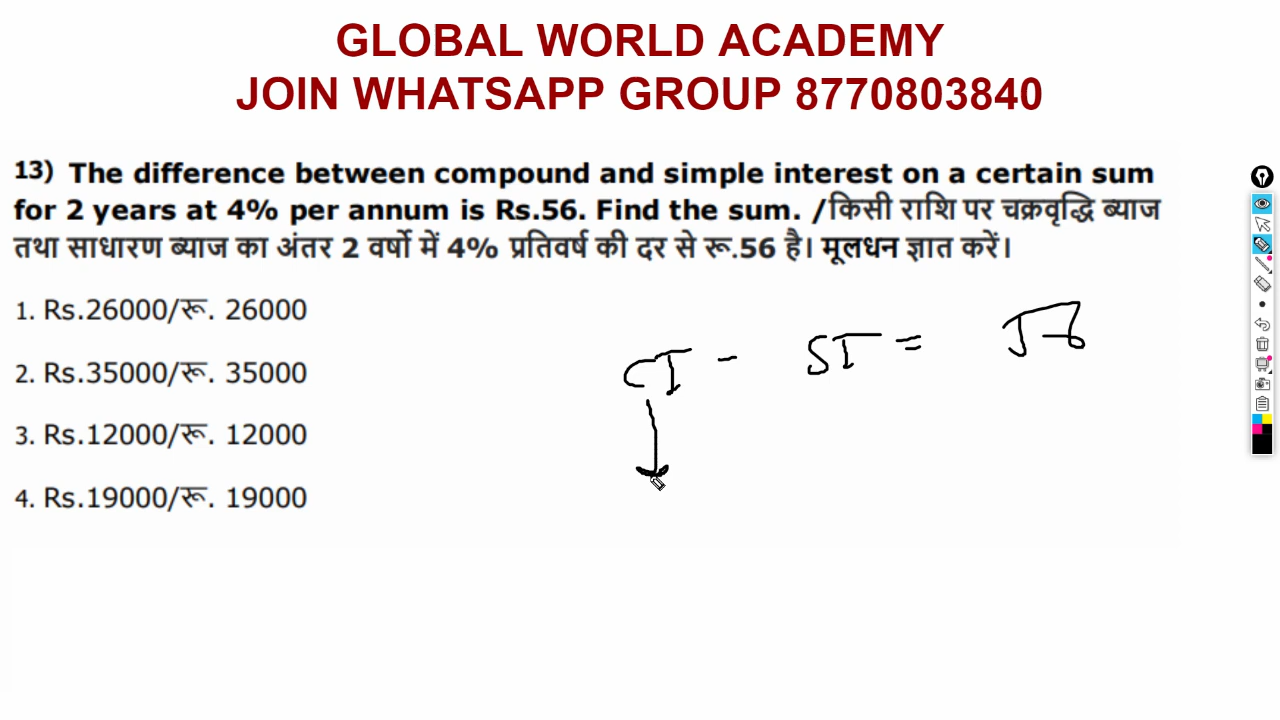 GLOBAL WORLD ACADEMY
JOIN WHATSAPP GROUP 8770803840
13) The difference between compound and simple interest on a certain sum
for 2 years at 4% per annum is Rs.56. Find the sum. /किसी राशि पर चक्रवृद्धि ब्याज
तथा साधारण ब्याज का अंतर 2 वर्षो में 4% प्रतिवर्ष की दर से रू.56 है। मूलधन ज्ञात करें।
1. Rs.26000/रू. 26000
2. Rs.35000/रू. 35000
3. Rs.12000/रू. 12000
4. Rs.19000/रू. 19000
CI - SI =